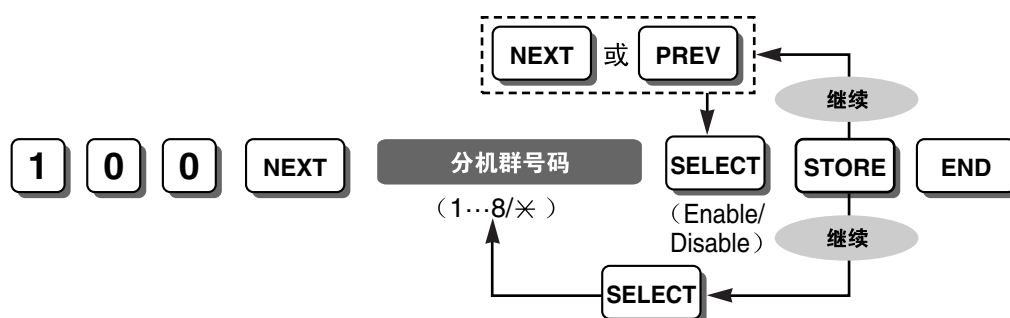 NEXT 或 PREV
继续
1 0 0 NEXT 分机群号码 SELECT STORE END
(1···8/✳)
(Enable/
Disable)
继续
SELECT